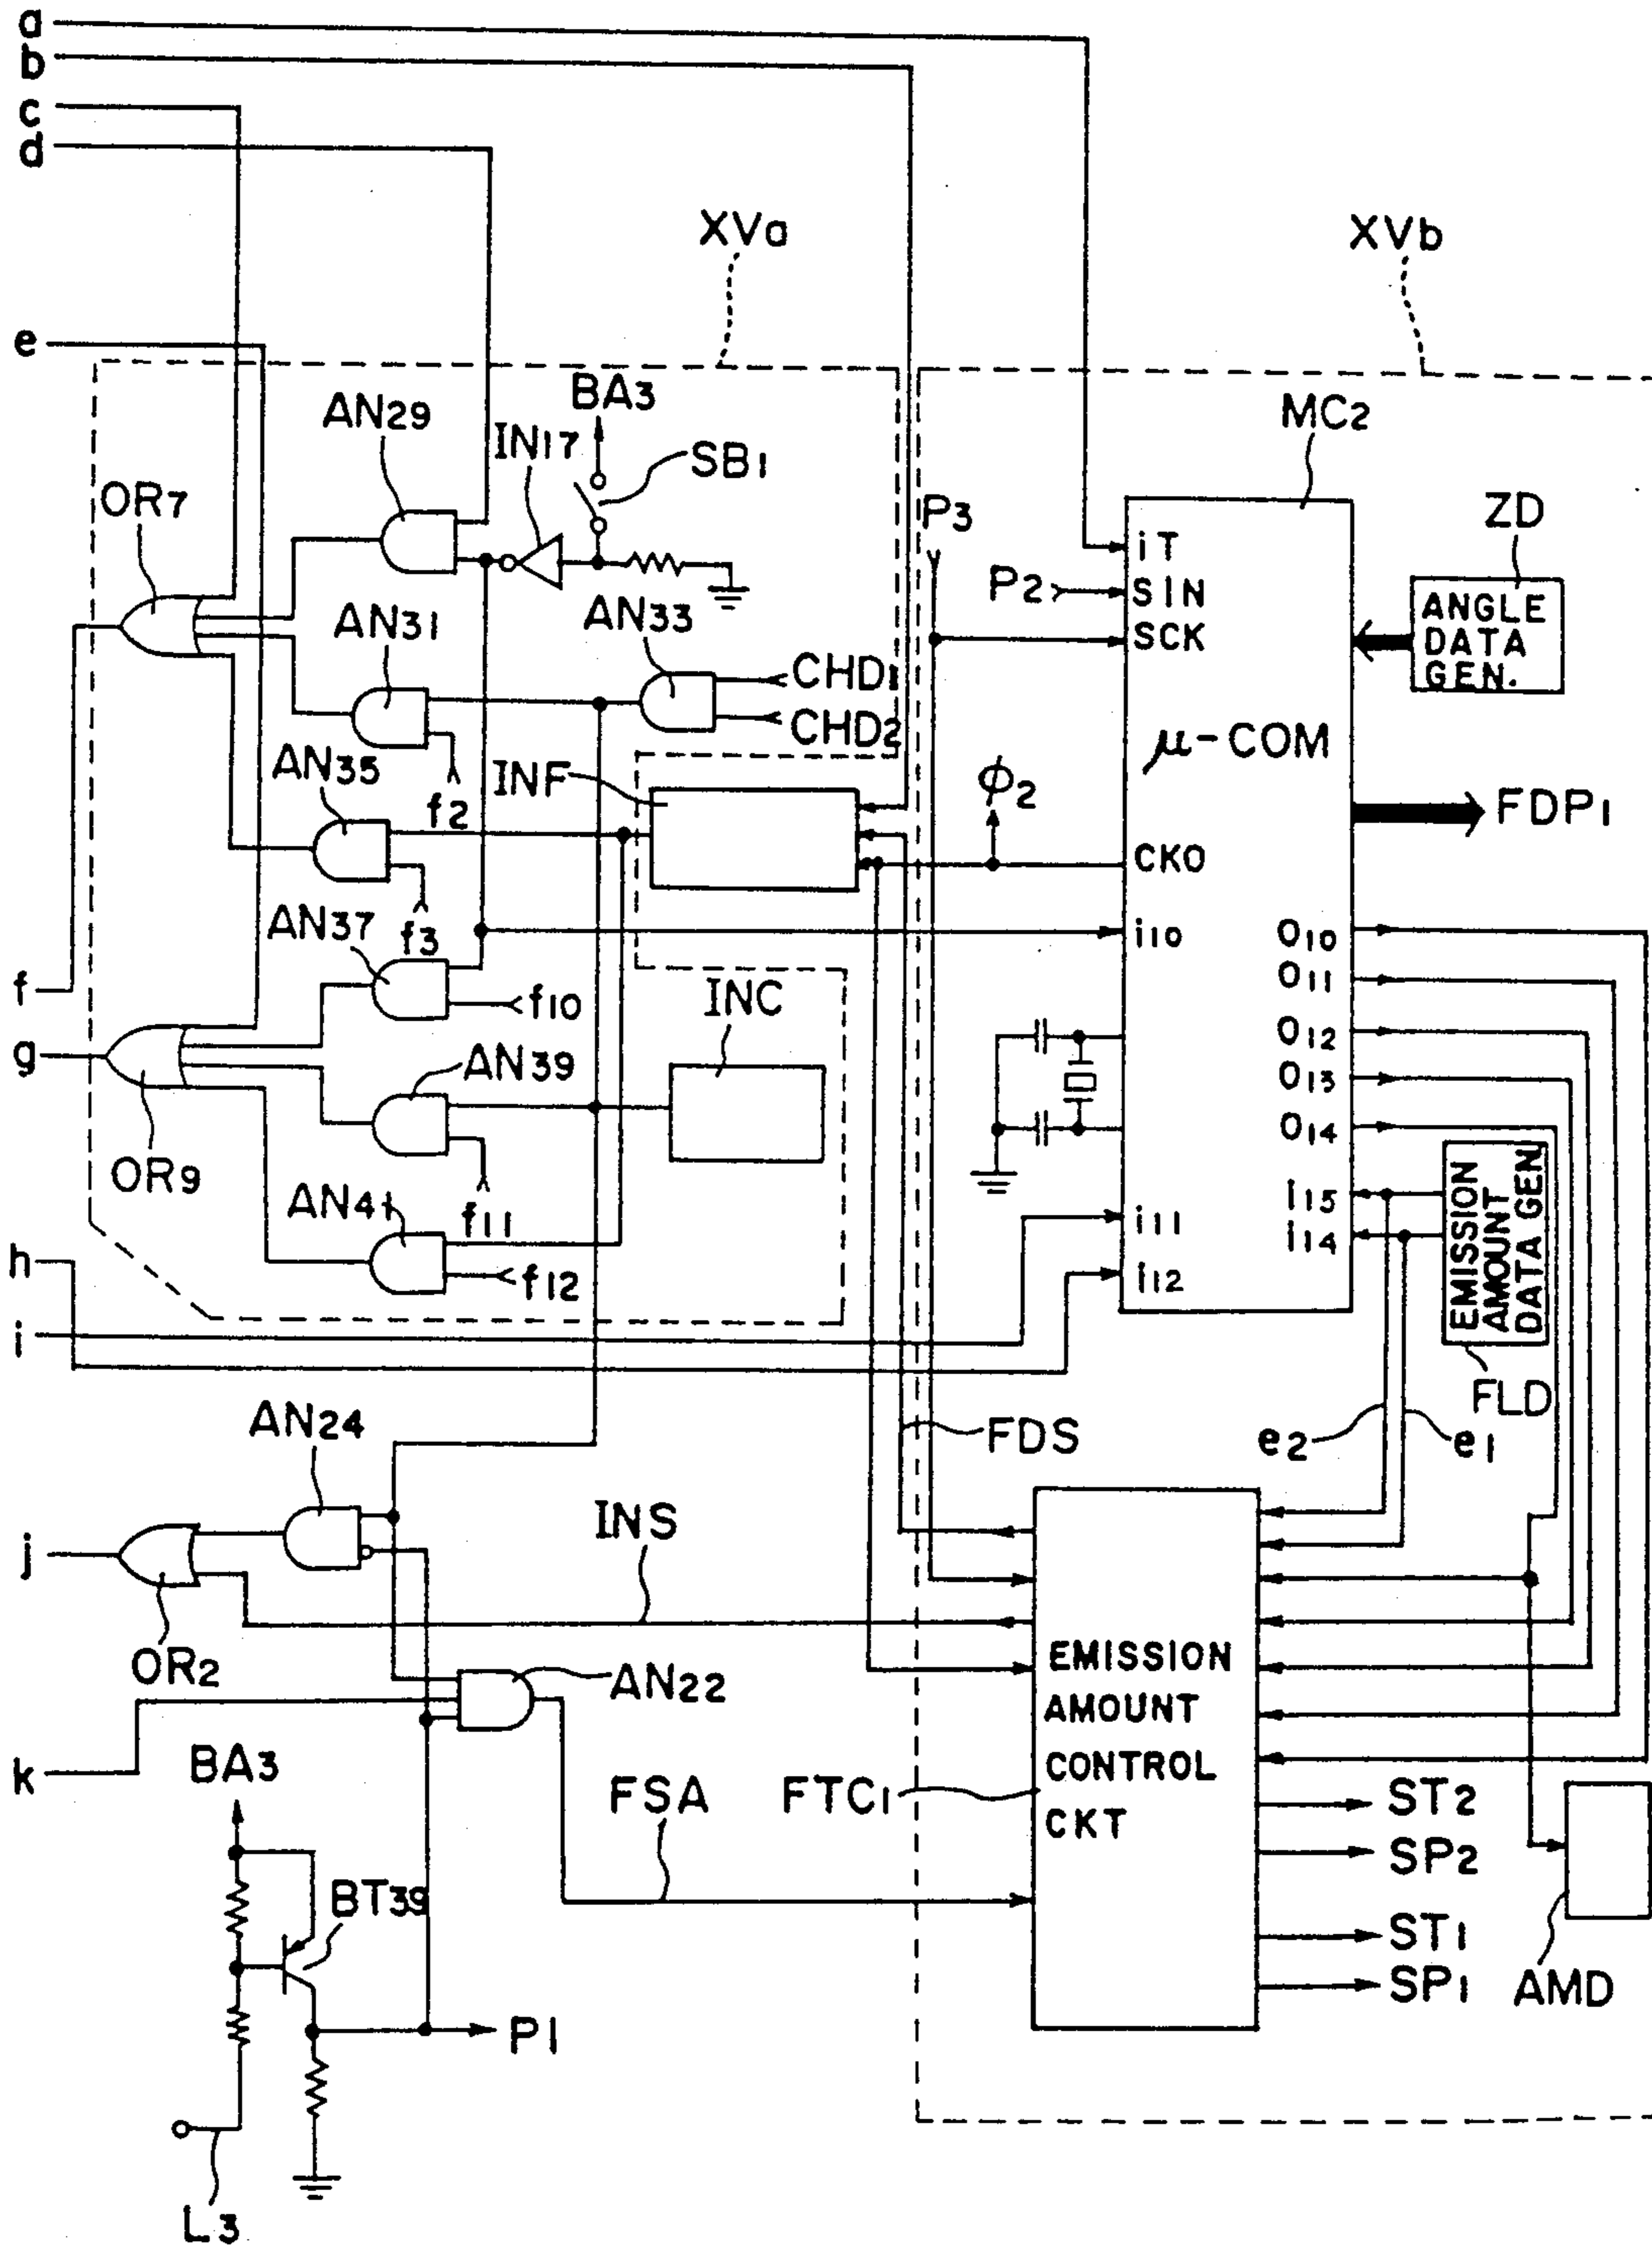 a
b
c
d
XVa
XVb
e
BA3
AN29
IN17
MC2
SB1
OR7
P3
ZD
iT
P2
SIN
ANGLE
DATA
GEN.
AN31
AN33
SCK
CHD1
CHD2
μ-COM
AN35
INF
f2
φ2
FDP1
CKO
AN37
f3
i10
O10
f
f10
INC
O11
g
O12
AN39
O13
O14
OR9
EMISSION
AMOUNT
DATA GEN
i15
AN41
f11
i11
i14
h
f12
i12
i
FLD
AN24
FDS
e2
e1
INS
j
OR2
AN22
EMISSION
AMOUNT
CONTROL
CKT
k
BA3
FSA
FTC1
ST2
SP2
BT39
ST1
SP1
AMD
P1
L3